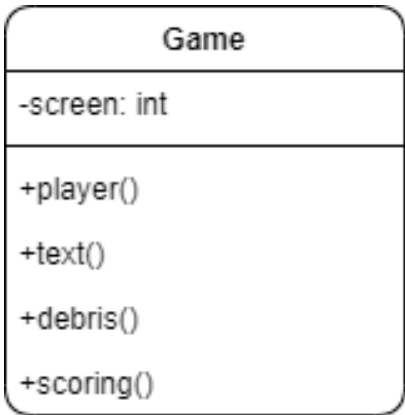 Game
-screen: int
+player()
+text()
+debris()
+scoring()